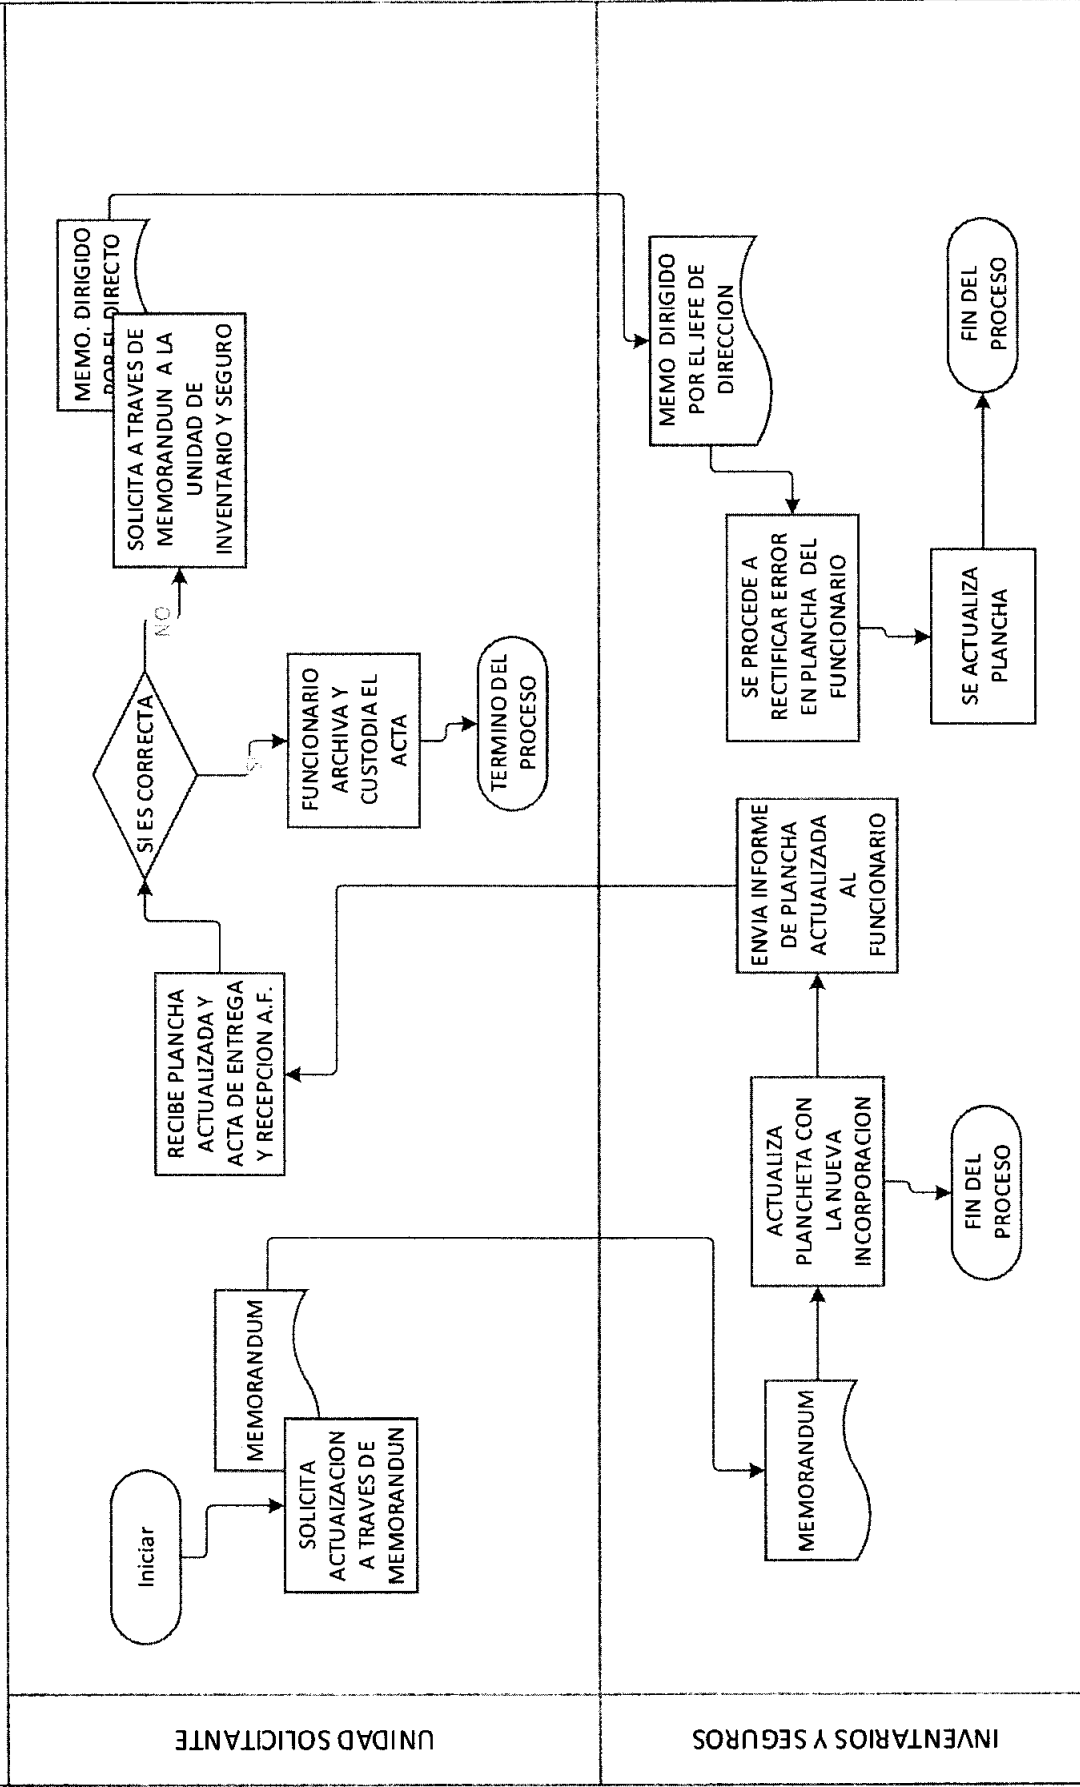 UNIDAD SOLICITANTE
Iniciar
SOLICITA
ACTUAIZACION
A TRAVES DE
MEMORANDUN
MEMORANDUM
RECIBE PLANCHA
ACTUALIZADA Y
ACTA DE ENTREGA
Y RECEPCION A.F.
SI ES CORRECTA
SI
NO
FUNCIONARIO
ARCHIVA Y
CUSTODIA EL
ACTA
TERMINO DEL
PROCESO
SOLICITA A TRAVES DE
MEMORANDUN A LA
UNIDAD DE
INVENTARIO Y SEGURO
MEMO. DIRIGIDO
POR EL DIRECTO
INVENTARIOS Y SEGUROS
MEMORANDUM
ACTUALIZA
PLANCHETA CON
LA NUEVA
INCORPORACION
FIN DEL
PROCESO
ENVIA INFORME
DE PLANCHA
ACTUALIZADA
AL
FUNCIONARIO
MEMO DIRIGIDO
POR EL JEFE DE
DIRECCION
SE PROCEDE A
RECTIFICAR ERROR
EN PLANCHA DEL
FUNCIONARIO
SE ACTUALIZA
PLANCHA
FIN DEL
PROCESO